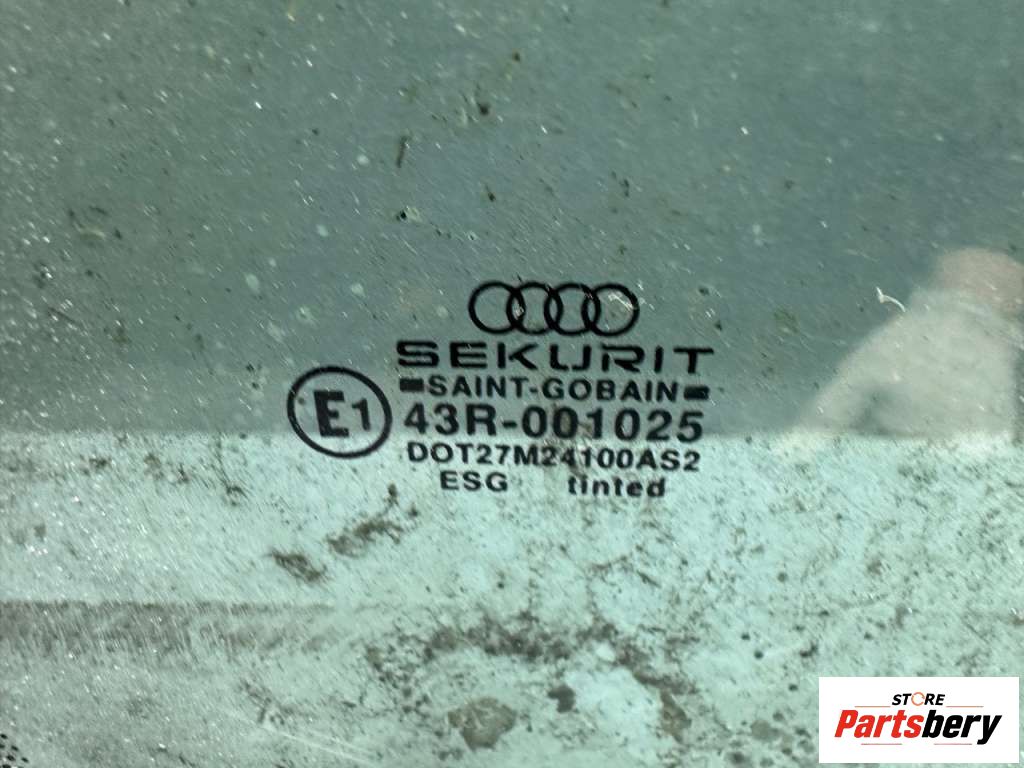 SEKURIT
SAINT-GOBAIN
E1 43R-001025
DOT27M24100AS2
ESG tinted
STORE
Partsbery